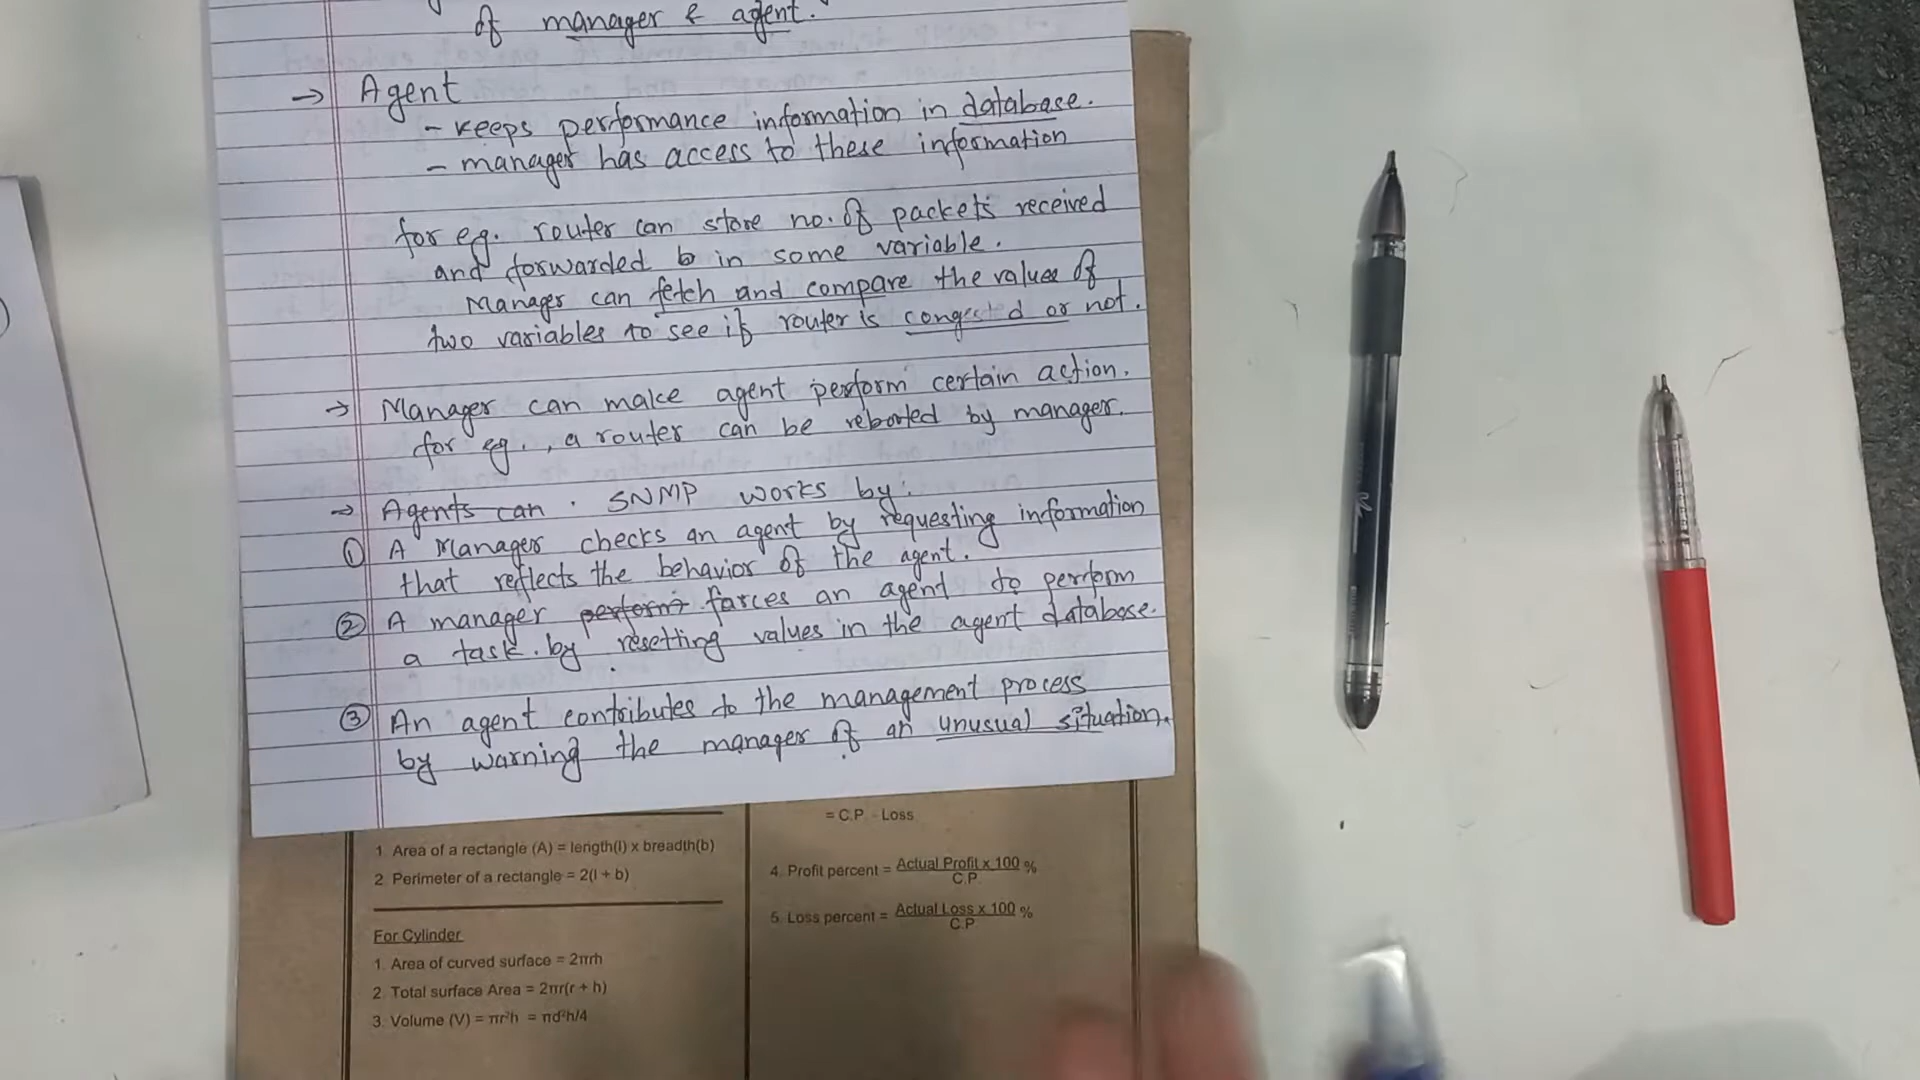 of manager & agent.
→ Agent
- keeps performance information in database.
- manager has access to these information
for eg. router can store no. of packets received
and forwarded b in some variable.
Manager can fetch and compare the values of
two variables to see if router is congested or not.
→ Manager can make agent perform certain action.
for eg., a router can be rebooted by manager.
→ Agents can . SNMP works by:
① A Manager checks an agent by requesting information
that reflects the behavior of the agent.
② A manager perform forces an agent to perform
a task. by resetting values in the agent database.
③ An agent contributes to the management process
by warning the manager of an unusual situation.
= C.P - Loss
1. Area of a rectangle (A) = length(l) x breadth(b)
2. Perimeter of a rectangle = 2(l + b)
4. Profit percent = Actual Profit x 100 %
C.P.
5. Loss percent = Actual Loss x 100 %
C.P
For Cylinder
1. Area of curved surface = 2πrh
2. Total surface Area = 2πr(r + h)
3. Volume (V) = πr²h = πd²h/4